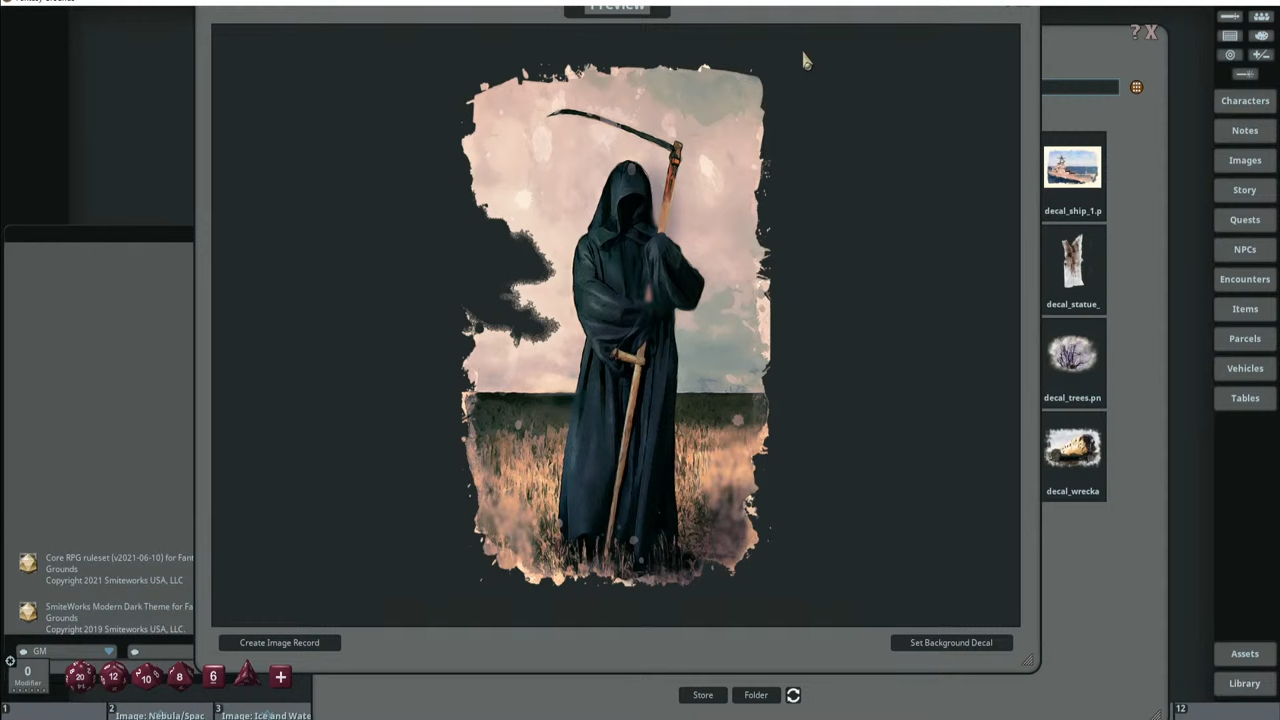 Preview
? X
Characters
Notes
Images
Story
Quests
NPCs
Encounters
Items
Parcels
Vehicles
Tables
decal_ship_1.p
decal_statue_
decal_trees.pn
decal_wrecka
Core RPG ruleset (v2021-06-10) for Fant
Grounds
Copyright 2021 Smiteworks USA, LLC
SmiteWorks Modern Dark Theme for Fa
Grounds
Copyright 2019 Smiteworks USA, LLC.
Create Image Record
Set Background Decal
GM
0
Modifier
20
12
10
8
6
+
Store
Folder
Assets
Library
1
2
3
12
Image: Nebula/Spac
Image: Ice and Wate